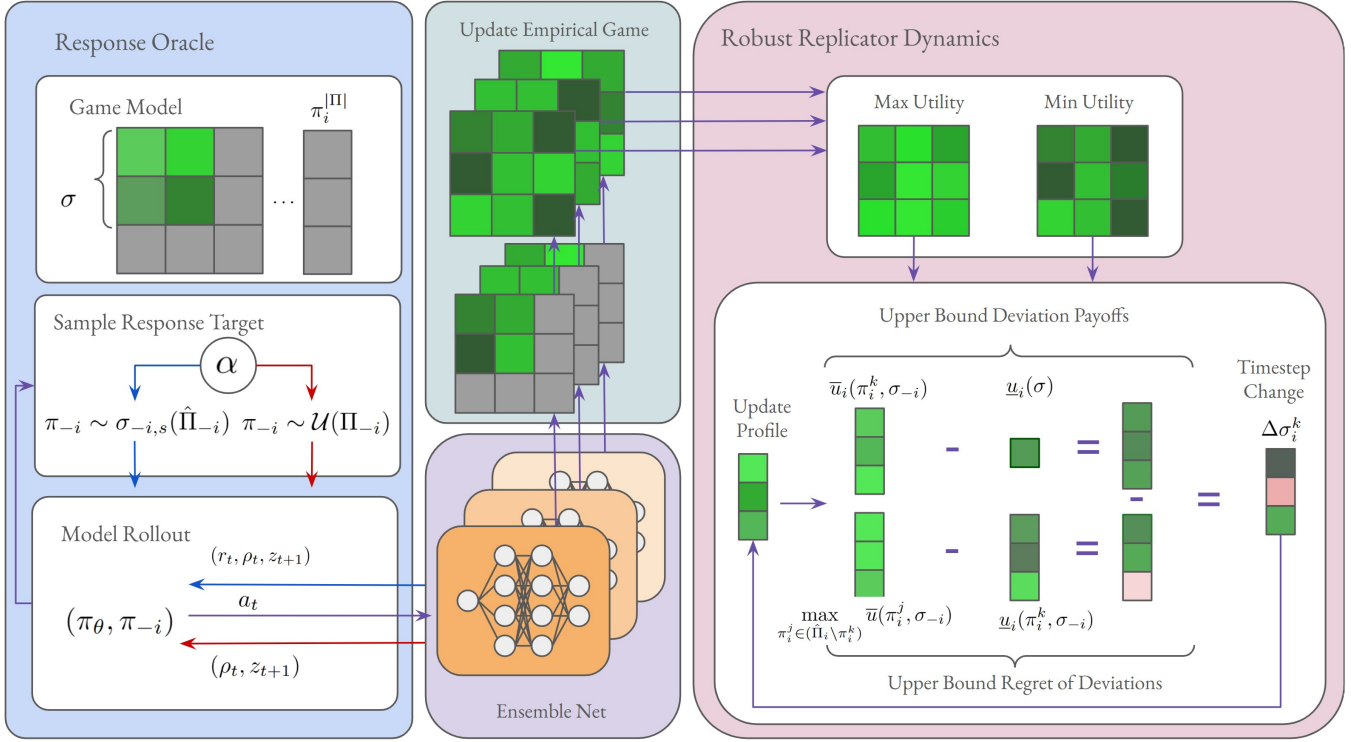 Response Oracle
Game Model
π_i^{|Π|}
σ
...
Sample Response Target
α
π_{-i} ∼ σ_{-i,s}(Π̂_{-i})
π_{-i} ∼ U(Π_{-i})
Model Rollout
(r_t, ρ_t, z_{t+1})
a_t
(π_θ, π_{-i})
(ρ_t, z_{t+1})
Update Empirical Game
Ensemble Net
Robust Replicator Dynamics
Max Utility
Min Utility
Upper Bound Deviation Payoffs
Update
Profile
u̅_i(π_i^k, σ_{-i})
u̲_i(σ)
- =
Timestep
Change
Δσ_i^k
- =
- =
max_{π_i^j∈(Π̂_i\π_i^k)} u̅(π_i^j, σ_{-i})
u̲_i(π_i^k, σ_{-i})
Upper Bound Regret of Deviations